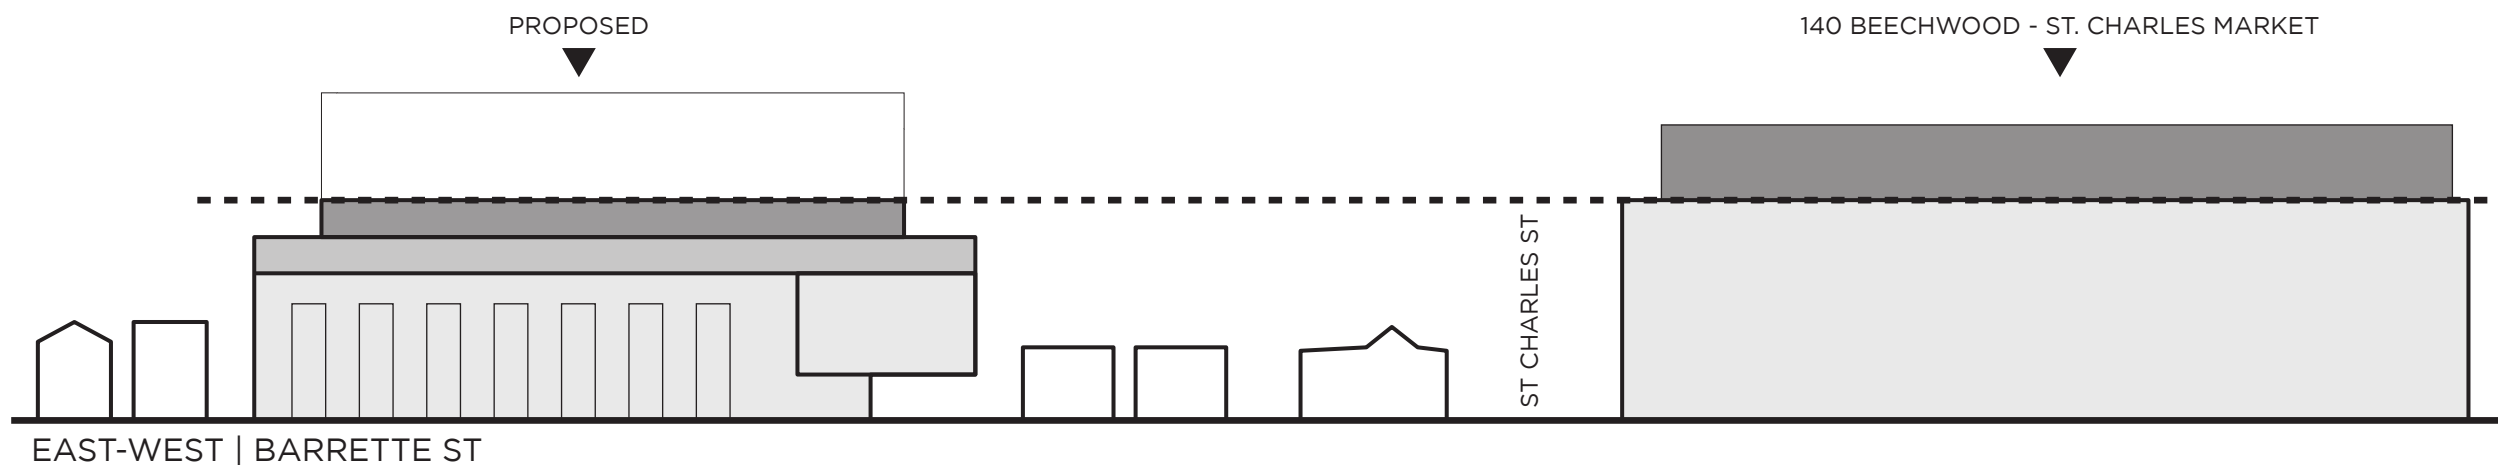 PROPOSED
140 BEECHWOOD - ST. CHARLES MARKET
ST CHARLES ST
EAST-WEST | BARRETTE ST